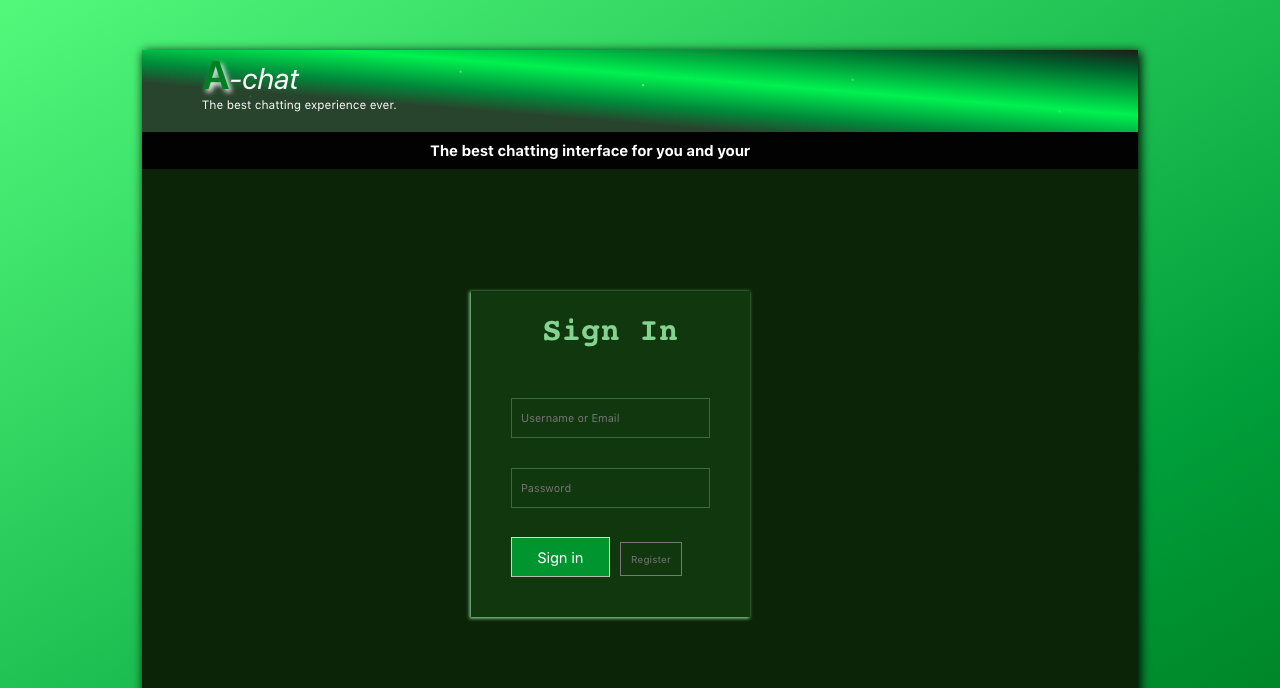 A-chat
The best chatting experience ever.
The best chatting interface for you and your
Sign In
Username or Email
Password
Sign in
Register